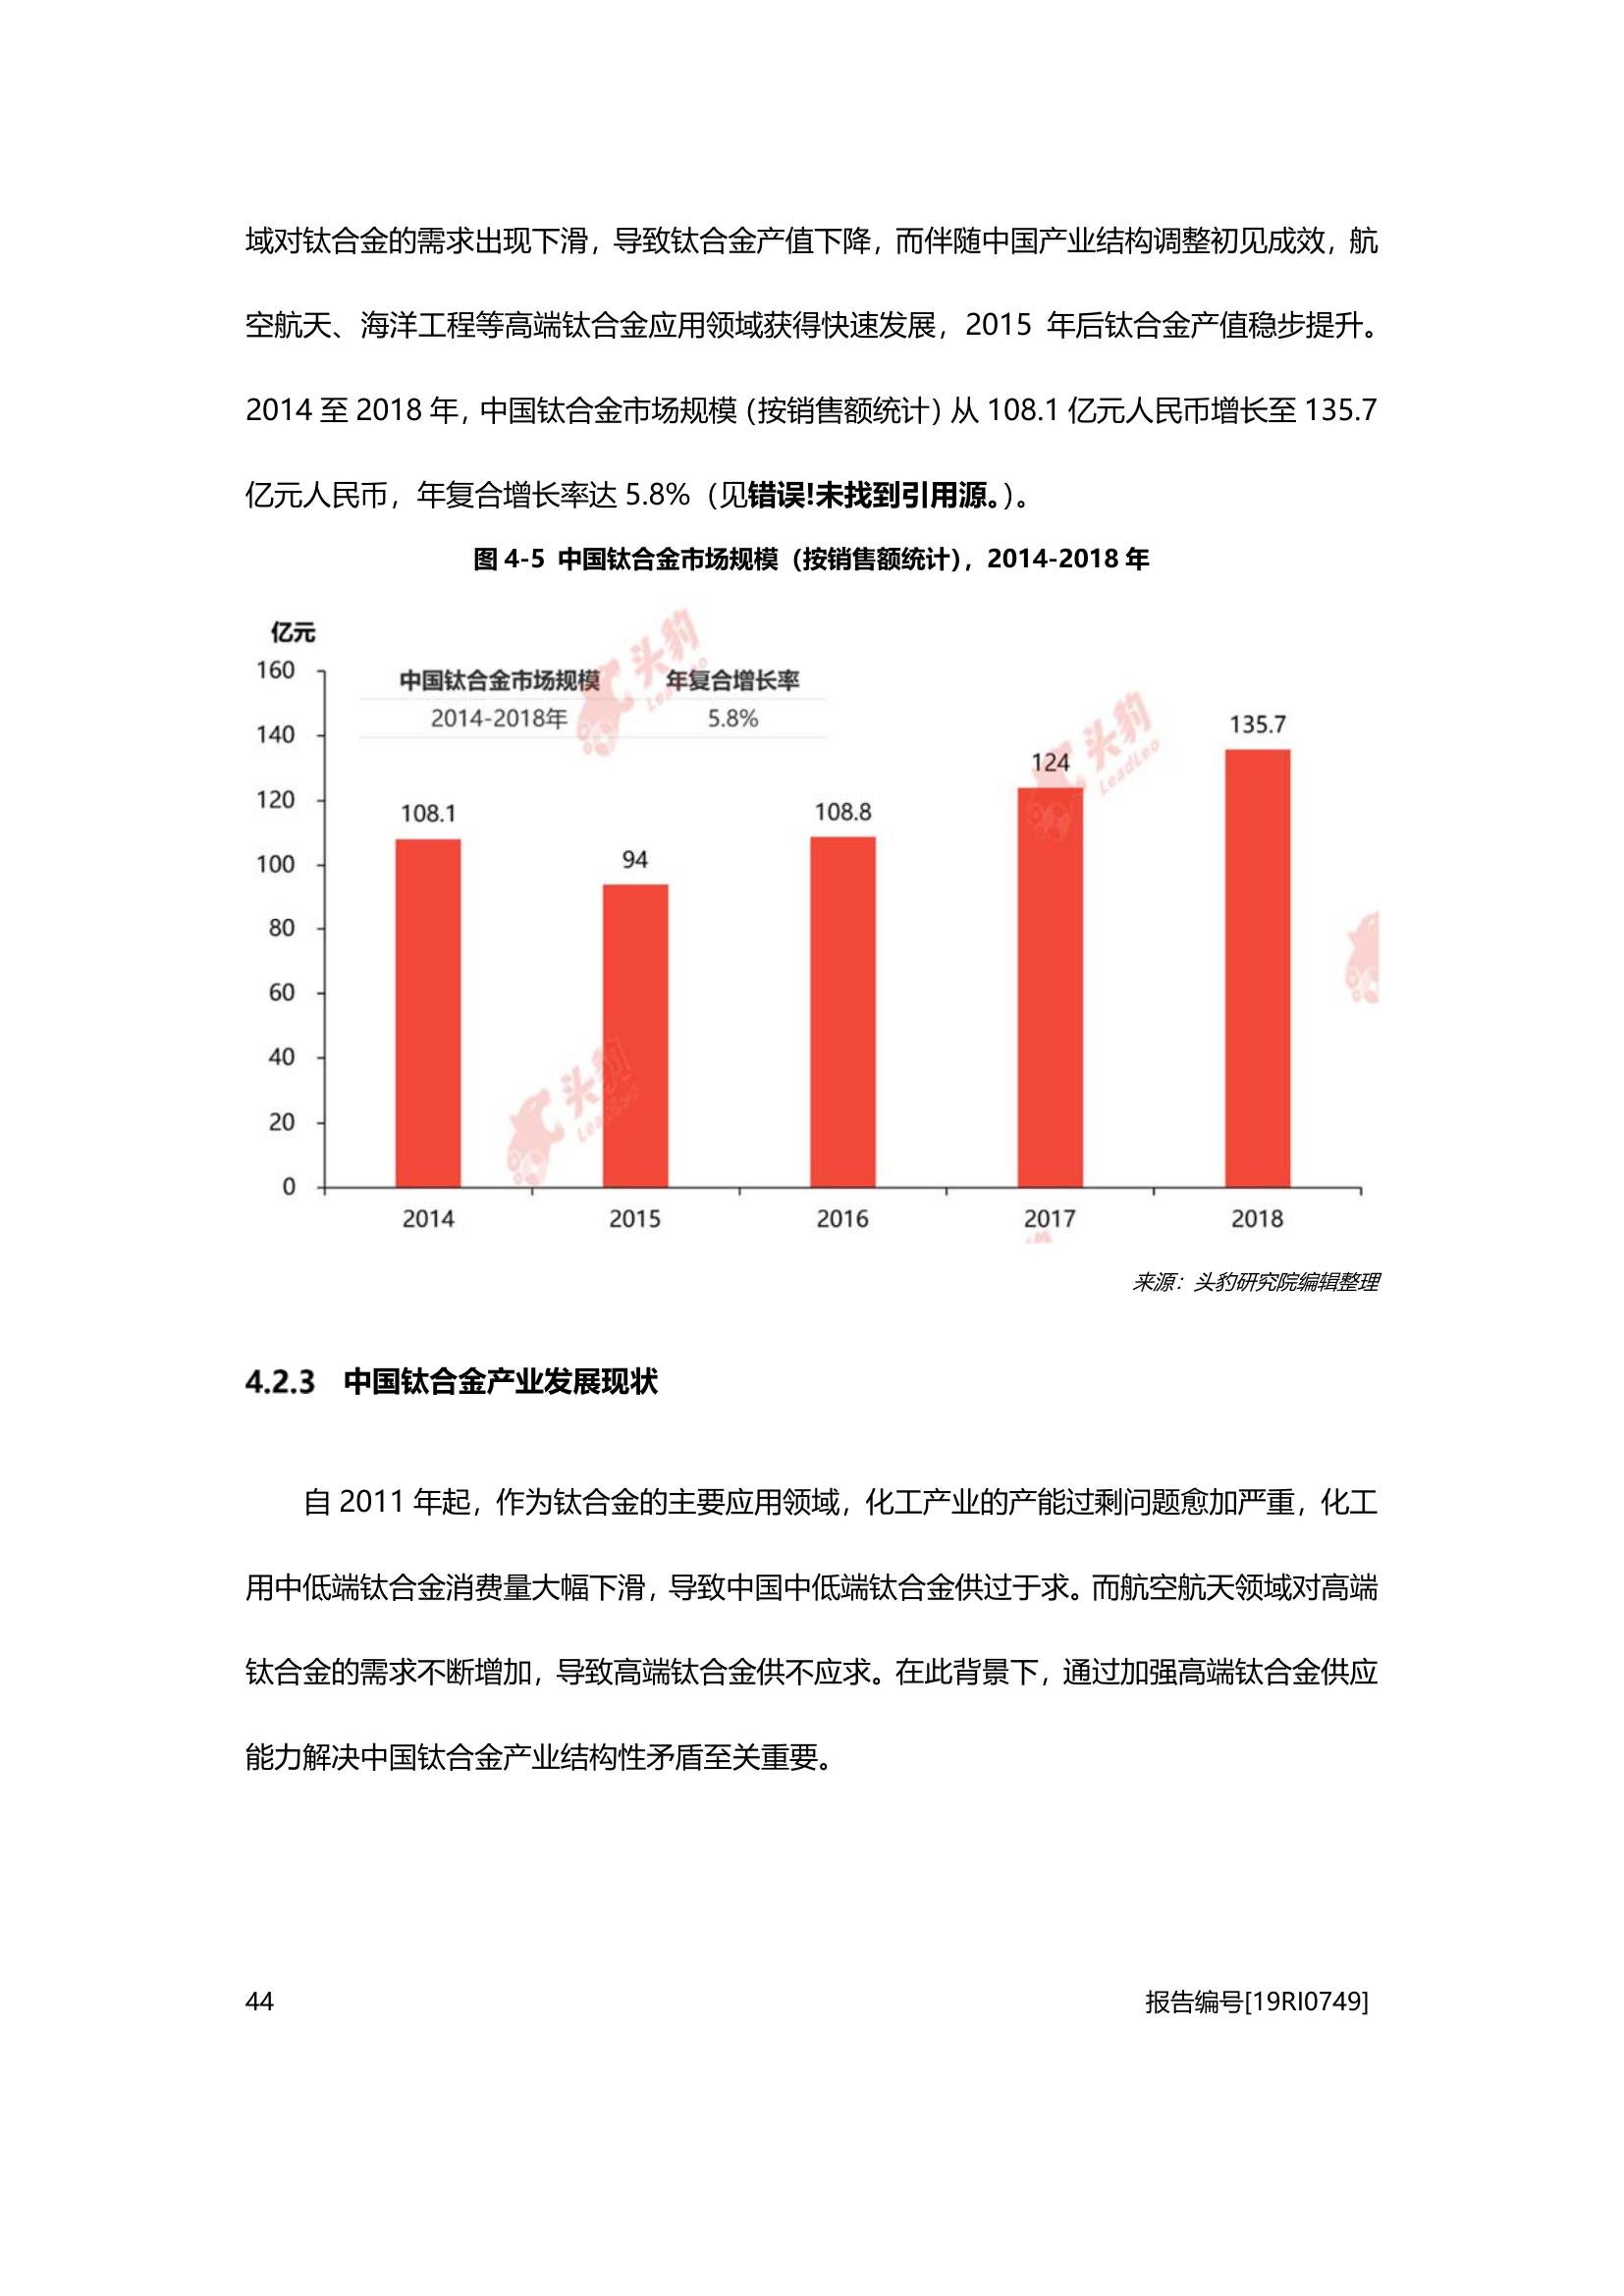 域对钛合金的需求出现下滑，导致钛合金产值下降，而伴随中国产业结构调整初见成效，航
空航天、海洋工程等高端钛合金应用领域获得快速发展，2015 年后钛合金产值稳步提升。
2014 至 2018 年，中国钛合金市场规模（按销售额统计）从 108.1 亿元人民币增长至 135.7
亿元人民币，年复合增长率达 5.8%（见错误!未找到引用源。）。
图 4-5 中国钛合金市场规模（按销售额统计），2014-2018 年
亿元
中国钛合金市场规模 年复合增长率
2014-2018年 5.8%
160
140
120
100
80
60
40
20
0
108.1
94
108.8
124
135.7
2014 2015 2016 2017 2018
头豹
LeadLeo
头豹
LeadLeo
头豹
来源：头豹研究院编辑整理
4.2.3 中国钛合金产业发展现状
自 2011 年起，作为钛合金的主要应用领域，化工产业的产能过剩问题愈加严重，化工
用中低端钛合金消费量大幅下滑，导致中国中低端钛合金供过于求。而航空航天领域对高端
钛合金的需求不断增加，导致高端钛合金供不应求。在此背景下，通过加强高端钛合金供应
能力解决中国钛合金产业结构性矛盾至关重要。
44 报告编号[19RI0749]